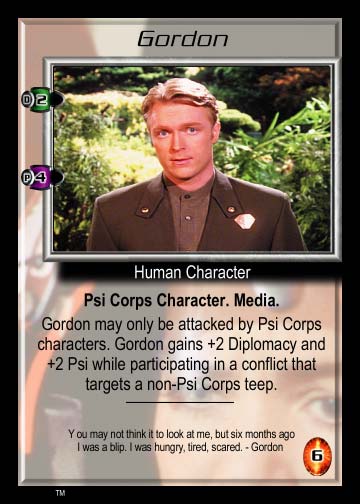 Gordon
D 2
P 4
Human Character
Psi Corps Character. Media.
Gordon may only be attacked by Psi Corps
characters. Gordon gains +2 Diplomacy and
+2 Psi while participating in a conflict that
targets a non-Psi Corps teep.
You may not think it to look at me, but six months ago
I was a blip. I was hungry, tired, scared. - Gordon
6
TM